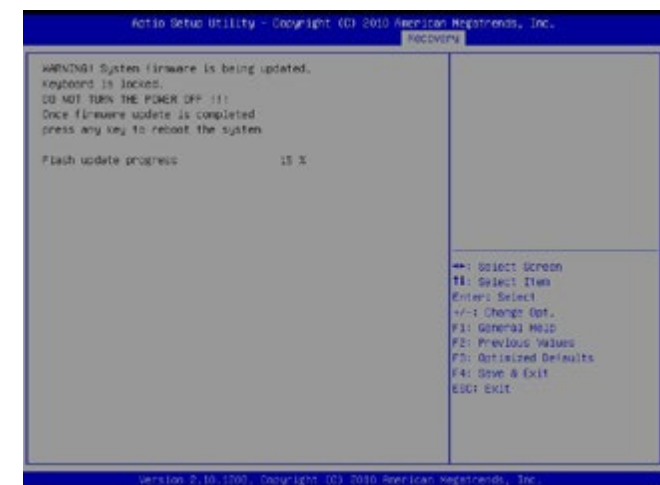 Aptio Setup Utility - Copyright (C) 2010 American Megatrends, Inc.
Recovery
WARNING! System firmware is being updated.
Keyboard is locked.
DO NOT TURN THE POWER OFF !!!
Once firmware update is completed
press any key to reboot the system
Flash update progress 15 %
↔: Select Screen
↑↓: Select Item
Enter: Select
+/-: Change Opt.
F1: General Help
F2: Previous Values
F3: Optimized Defaults
F4: Save & Exit
ESC: Exit
Version 2.10.1200. Copyright (C) 2010 American Megatrends, Inc.